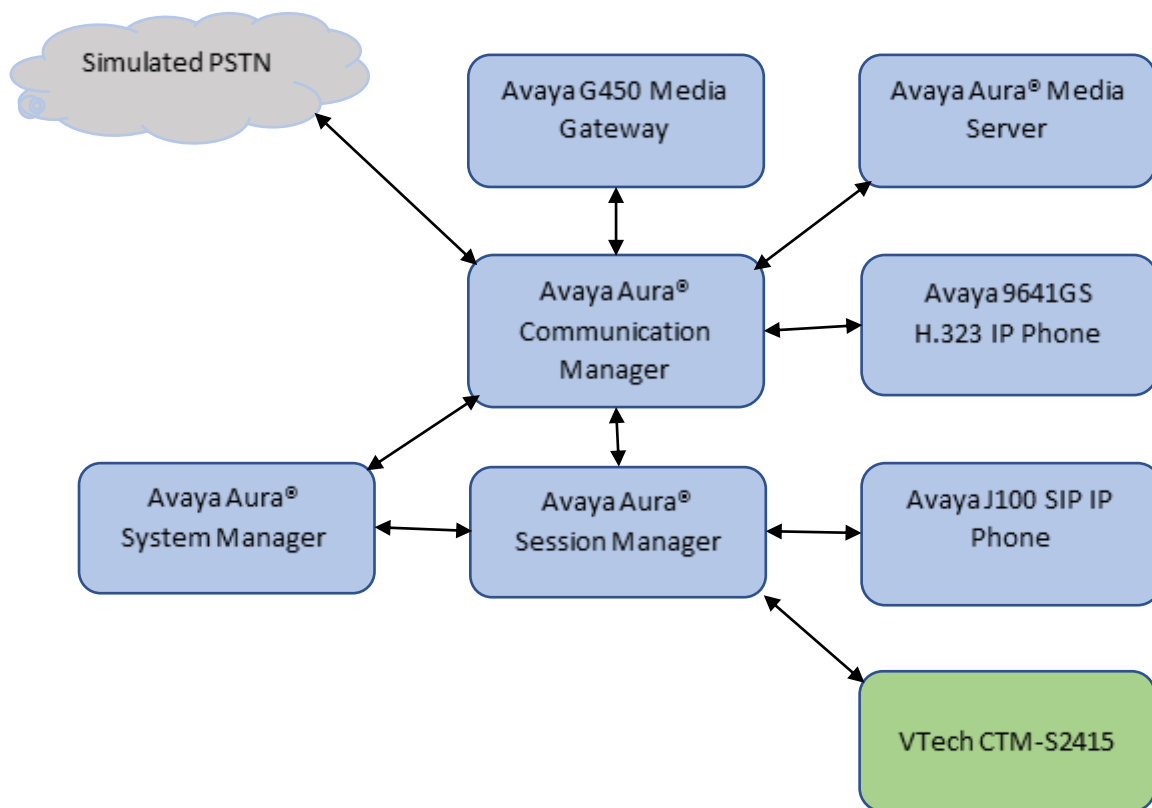 Simulated PSTN
Avaya G450 Media
Gateway
Avaya Aura® Media
Server
Avaya Aura®
Communication
Manager
Avaya 9641GS
H.323 IP Phone
Avaya Aura®
System Manager
Avaya Aura®
Session Manager
Avaya J100 SIP IP
Phone
VTech CTM-S2415